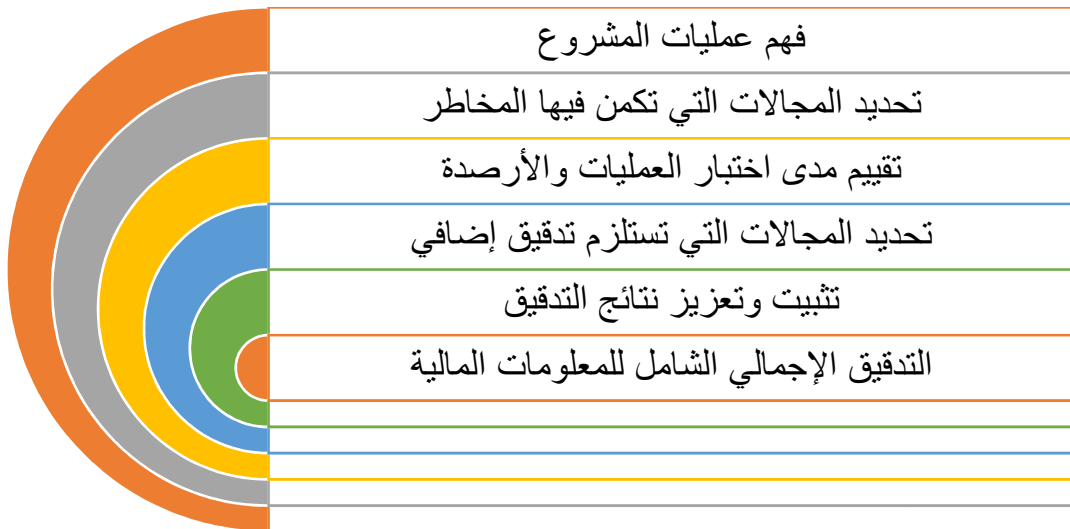 فهم عمليات المشروع
تحديد المجالات التي تكمن فيها المخاطر
تقييم مدى اختبار العمليات والأرصدة
تحديد المجالات التي تستلزم تدقيق إضافي
تثبيت وتعزيز نتائج التدقيق
التدقيق الإجمالي الشامل للمعلومات المالية